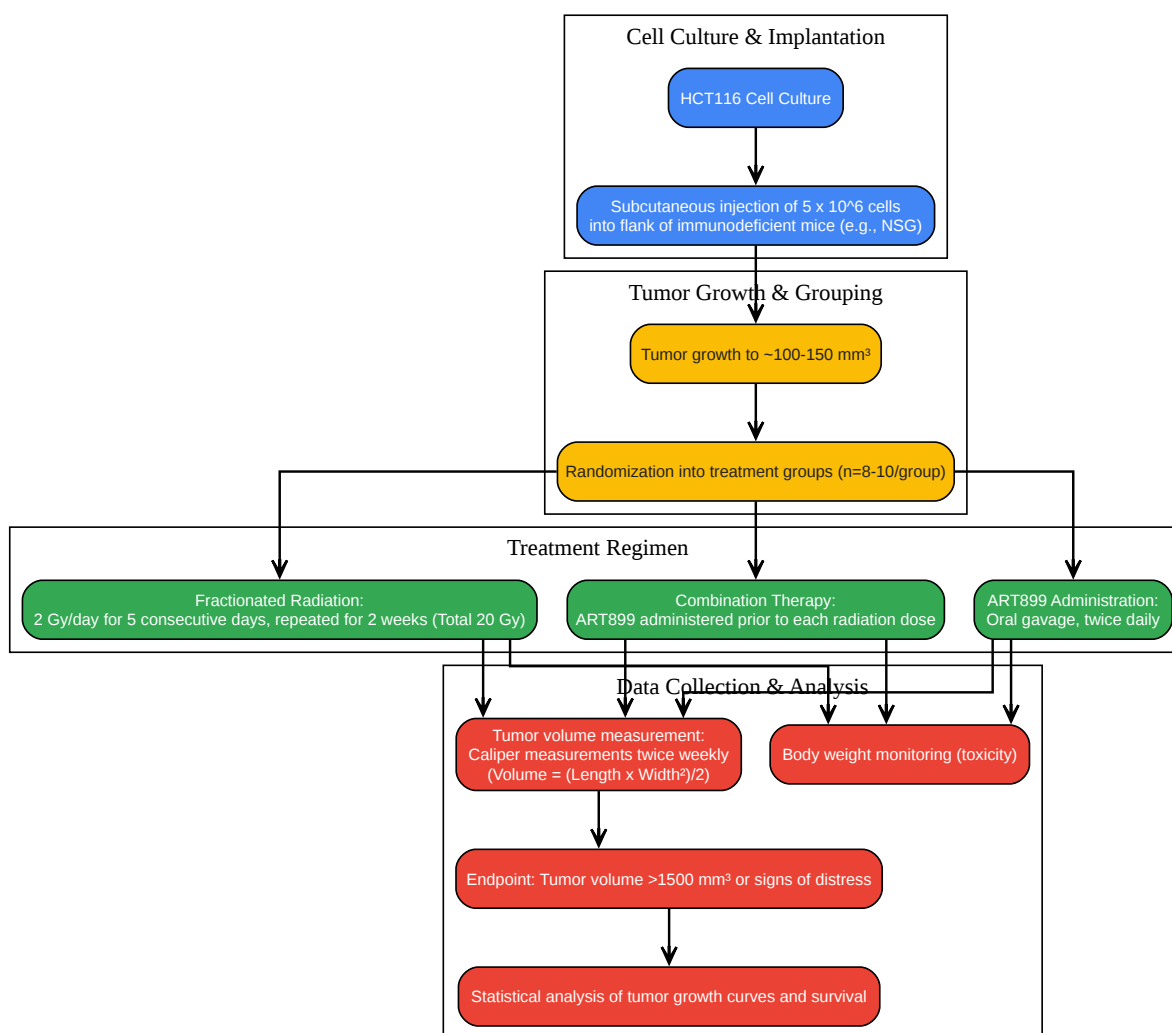 Cell Culture & Implantation
HCT116 Cell Culture
Subcutaneous injection of 5 x 10^6 cells
into flank of immunodeficient mice (e.g., NSG)
Tumor Growth & Grouping
Tumor growth to ~100-150 mm³
Randomization into treatment groups (n=8-10/group)
Treatment Regimen
Fractionated Radiation:
2 Gy/day for 5 consecutive days, repeated for 2 weeks (Total 20 Gy)
Combination Therapy:
ART899 administered prior to each radiation dose
ART899 Administration:
Oral gavage, twice daily
Data Collection & Analysis
Tumor volume measurement:
Caliper measurements twice weekly
(Volume = (Length x Width²)/2)
Body weight monitoring (toxicity)
Endpoint: Tumor volume >1500 mm³ or signs of distress
Statistical analysis of tumor growth curves and survival